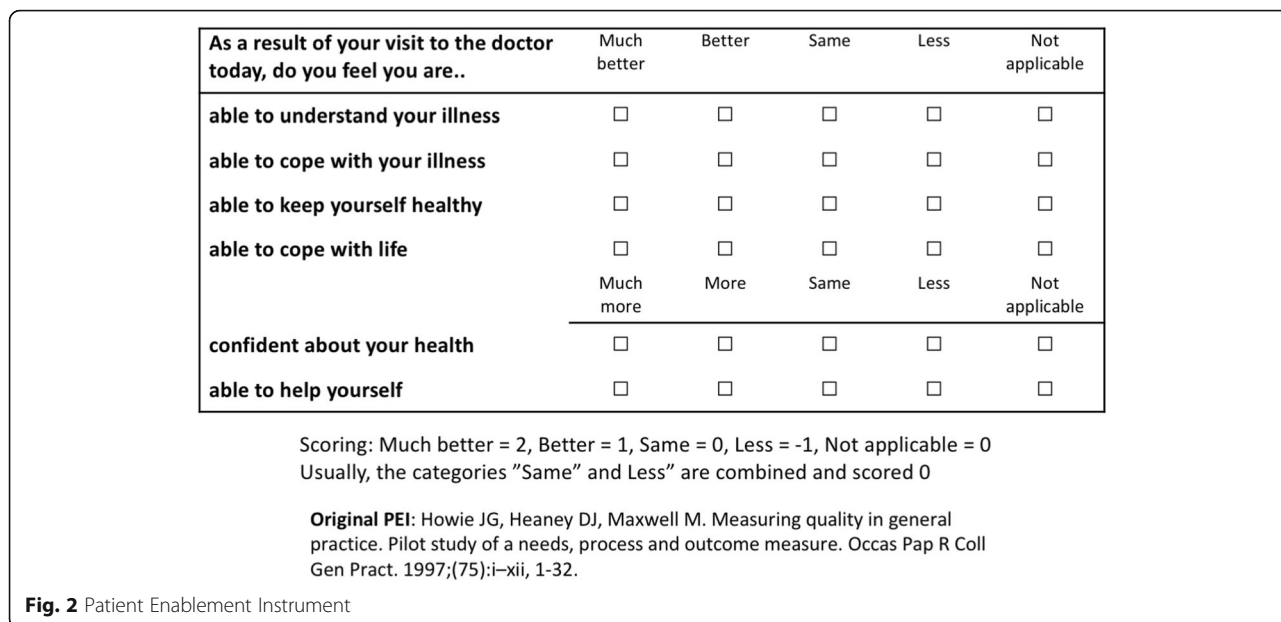 As a result of your visit to the doctor today, do you feel you are.. Much better Better Same Less Not applicable
able to understand your illness ☐ ☐ ☐ ☐ ☐
able to cope with your illness ☐ ☐ ☐ ☐ ☐
able to keep yourself healthy ☐ ☐ ☐ ☐ ☐
able to cope with life ☐ ☐ ☐ ☐ ☐
Much more More Same Less Not applicable
confident about your health ☐ ☐ ☐ ☐ ☐
able to help yourself ☐ ☐ ☐ ☐ ☐
Scoring: Much better = 2, Better = 1, Same = 0, Less = -1, Not applicable = 0
Usually, the categories ”Same” and Less” are combined and scored 0
Original PEI: Howie JG, Heaney DJ, Maxwell M. Measuring quality in general
practice. Pilot study of a needs, process and outcome measure. Occas Pap R Coll
Gen Pract. 1997;(75):i–xii, 1-32.
Fig. 2 Patient Enablement Instrument